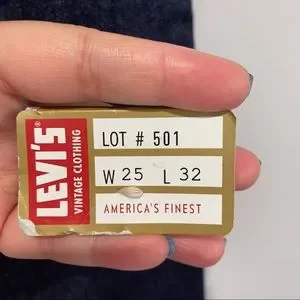 LEVI'S®
VINTAGE CLOTHING
LOT # 501
W 25 L 32
AMERICA'S FINEST